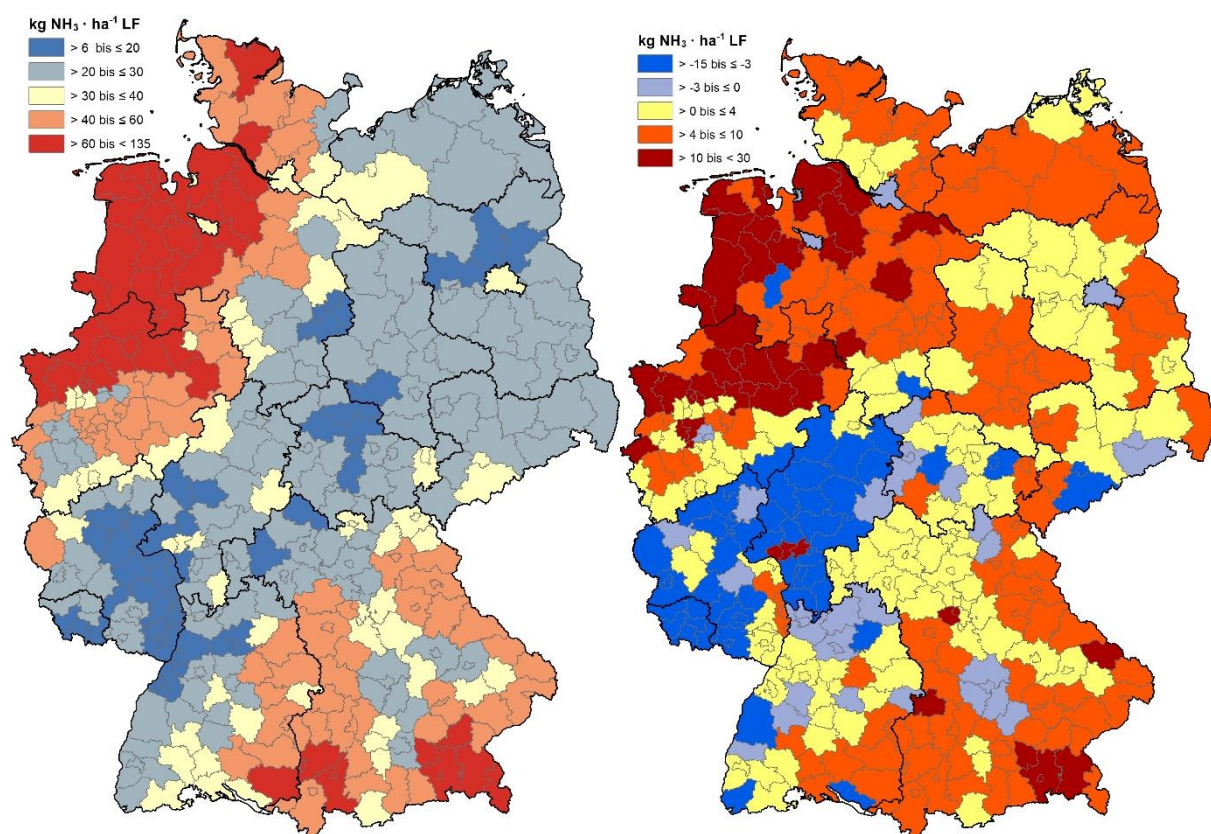 kg NH₃ · ha⁻¹ LF
> 6 bis ≤ 20
> 20 bis ≤ 30
> 30 bis ≤ 40
> 40 bis ≤ 60
> 60 bis < 135
kg NH₃ · ha⁻¹ LF
> -15 bis ≤ -3
> -3 bis ≤ 0
> 0 bis ≤ 4
> 4 bis ≤ 10
> 10 bis < 30